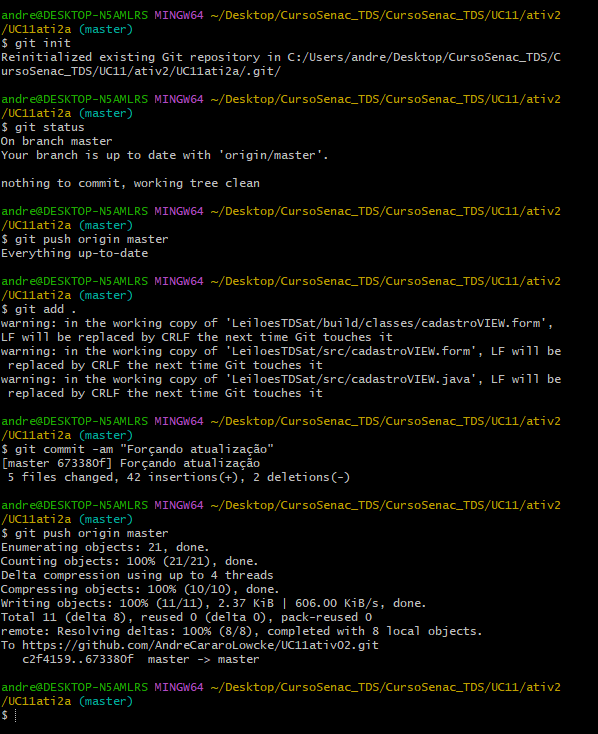 andre@DESKTOP-N5AMLRS MINGW64 ~/Desktop/CursoSenac_TDS/CursoSenac_TDS/UC11/ativ2
/UC11ati2a (master)
$ git init
Reinitialized existing Git repository in C:/Users/andre/Desktop/CursoSenac_TDS/C
ursoSenac_TDS/UC11/ativ2/UC11ati2a/.git/
andre@DESKTOP-N5AMLRS MINGW64 ~/Desktop/CursoSenac_TDS/CursoSenac_TDS/UC11/ativ2
/UC11ati2a (master)
$ git status
On branch master
Your branch is up to date with 'origin/master'.
nothing to commit, working tree clean
andre@DESKTOP-N5AMLRS MINGW64 ~/Desktop/CursoSenac_TDS/CursoSenac_TDS/UC11/ativ2
/UC11ati2a (master)
$ git push origin master
Everything up-to-date
andre@DESKTOP-N5AMLRS MINGW64 ~/Desktop/CursoSenac_TDS/CursoSenac_TDS/UC11/ativ2
/UC11ati2a (master)
$ git add .
warning: in the working copy of 'LeiloesTDSat/build/classes/cadastroVIEW.form',
LF will be replaced by CRLF the next time Git touches it
warning: in the working copy of 'LeiloesTDSat/src/cadastroVIEW.form', LF will be
 replaced by CRLF the next time Git touches it
warning: in the working copy of 'LeiloesTDSat/src/cadastroVIEW.java', LF will be
 replaced by CRLF the next time Git touches it
andre@DESKTOP-N5AMLRS MINGW64 ~/Desktop/CursoSenac_TDS/CursoSenac_TDS/UC11/ativ2
/UC11ati2a (master)
$ git commit -am "Forçando atualização"
[master 673380f] Forçando atualização
 5 files changed, 42 insertions(+), 2 deletions(-)
andre@DESKTOP-N5AMLRS MINGW64 ~/Desktop/CursoSenac_TDS/CursoSenac_TDS/UC11/ativ2
/UC11ati2a (master)
$ git push origin master
Enumerating objects: 21, done.
Counting objects: 100% (21/21), done.
Delta compression using up to 4 threads
Compressing objects: 100% (10/10), done.
Writing objects: 100% (11/11), 2.37 KiB | 606.00 KiB/s, done.
Total 11 (delta 8), reused 0 (delta 0), pack-reused 0
remote: Resolving deltas: 100% (8/8), completed with 8 local objects.
To https://github.com/AndreCararoLowcke/UC11ativ02.git
   c2f4159..673380f  master -> master
andre@DESKTOP-N5AMLRS MINGW64 ~/Desktop/CursoSenac_TDS/CursoSenac_TDS/UC11/ativ2
/UC11ati2a (master)
$